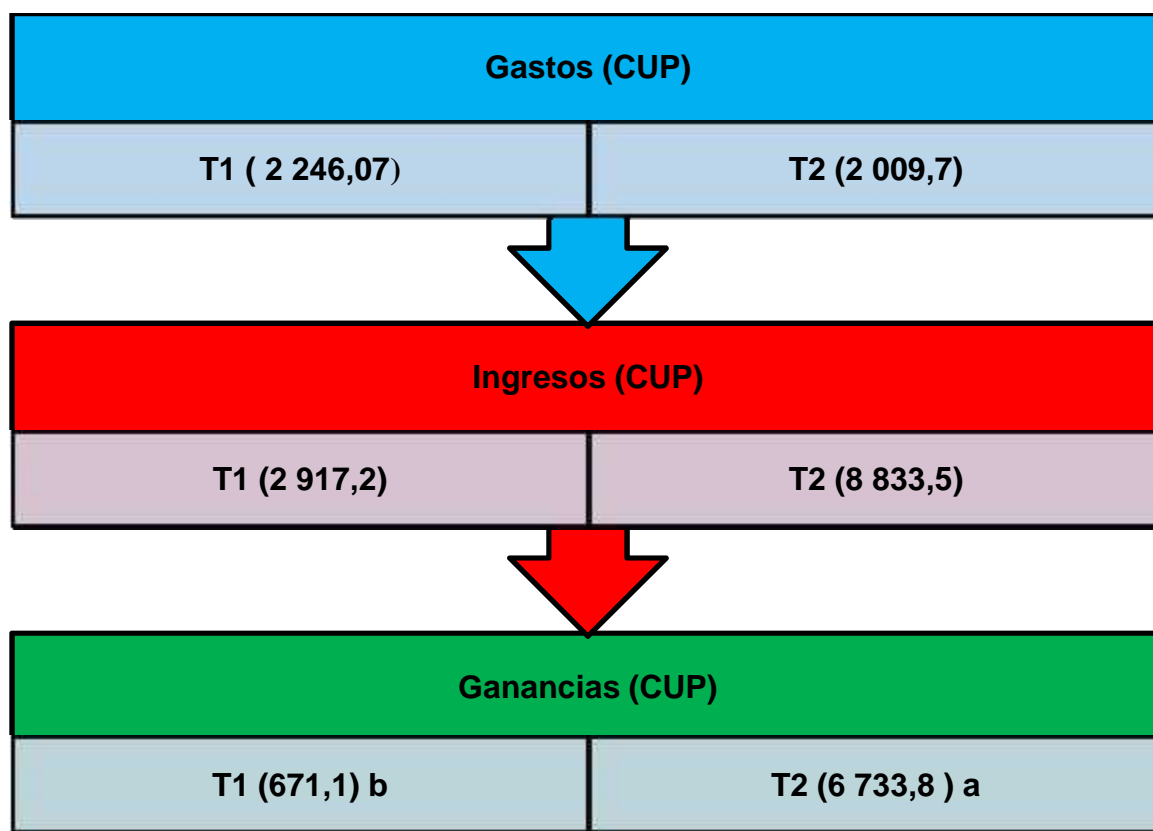 Gastos (CUP)
T1 ( 2 246,07) T2 (2 009,7)
Ingresos (CUP)
T1 (2 917,2) T2 (8 833,5)
Ganancias (CUP)
T1 (671,1) b T2 (6 733,8 ) a